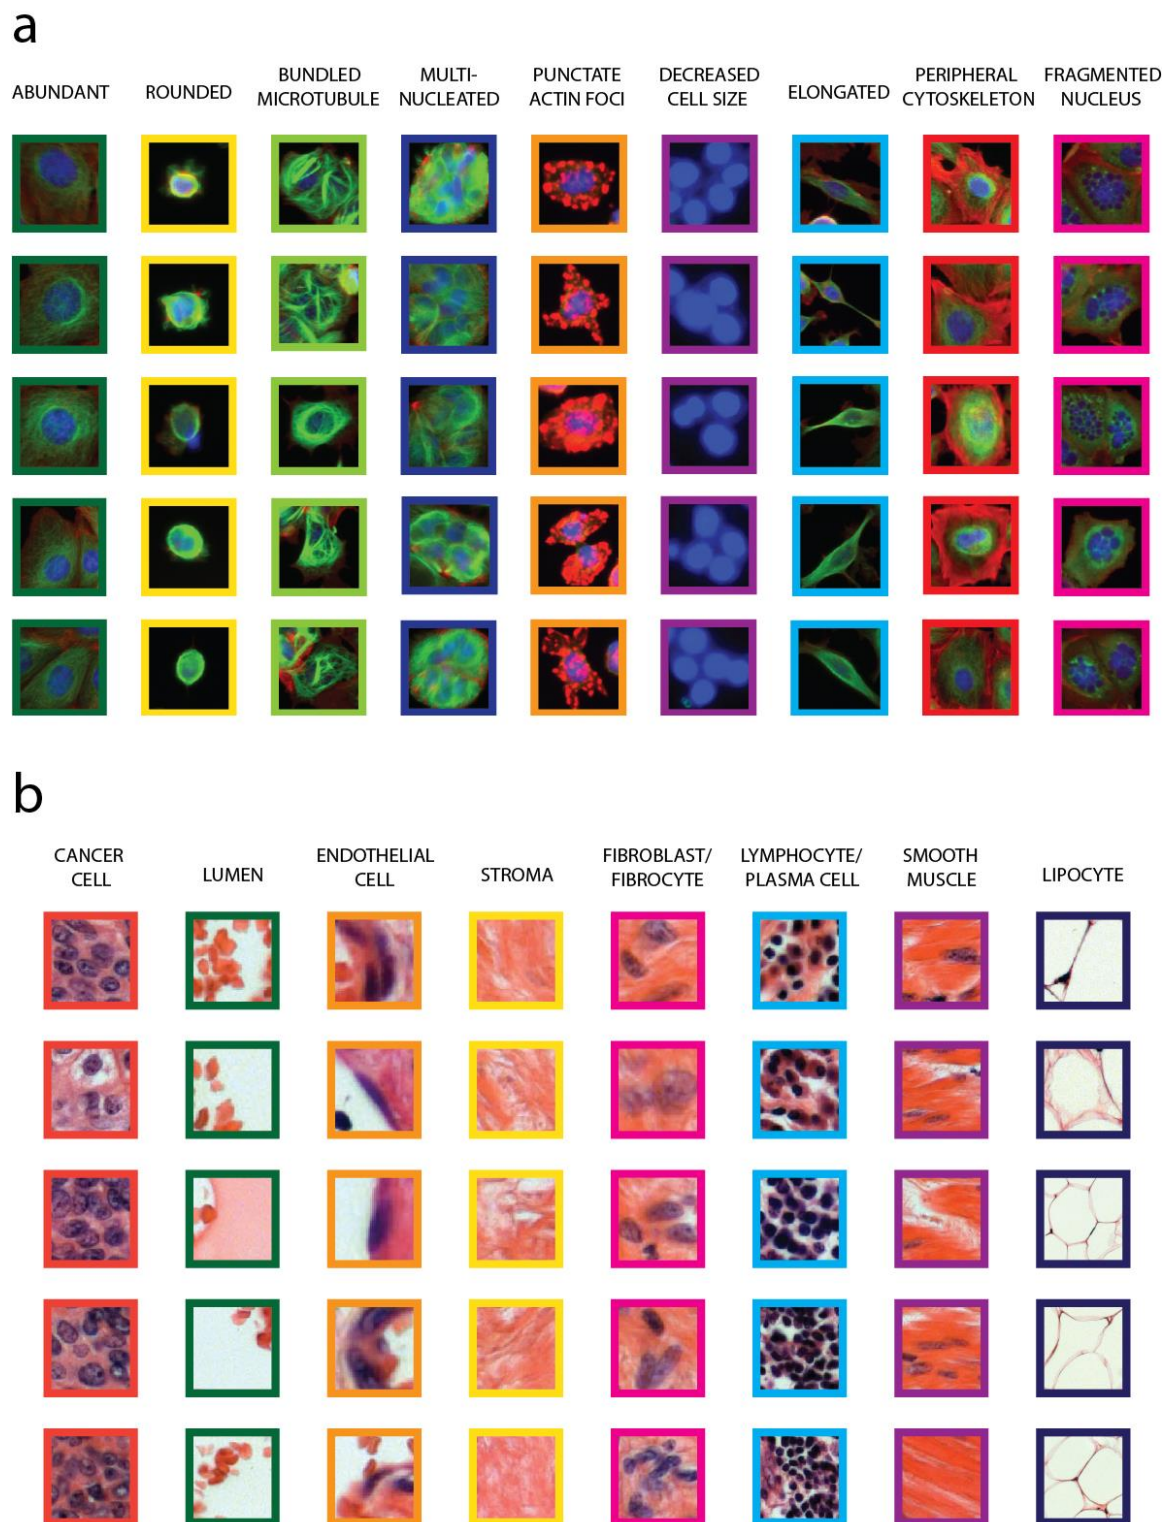 a
ABUNDANT
ROUNDED
BUNDLED
MICROTUBULE
MULTI-
NUCLEATED
PUNCTATE
ACTIN FOCI
DECREASED
CELL SIZE
ELONGATED
PERIPHERAL
CYTOSKELETON
FRAGMENTED
NUCLEUS
b
CANCER
CELL
LUMEN
ENDOTHELIAL
CELL
STROMA
FIBROBLAST/
FIBROCYTE
LYMPHOCYTE/
PLASMA CELL
SMOOTH
MUSCLE
LIPOCYTE